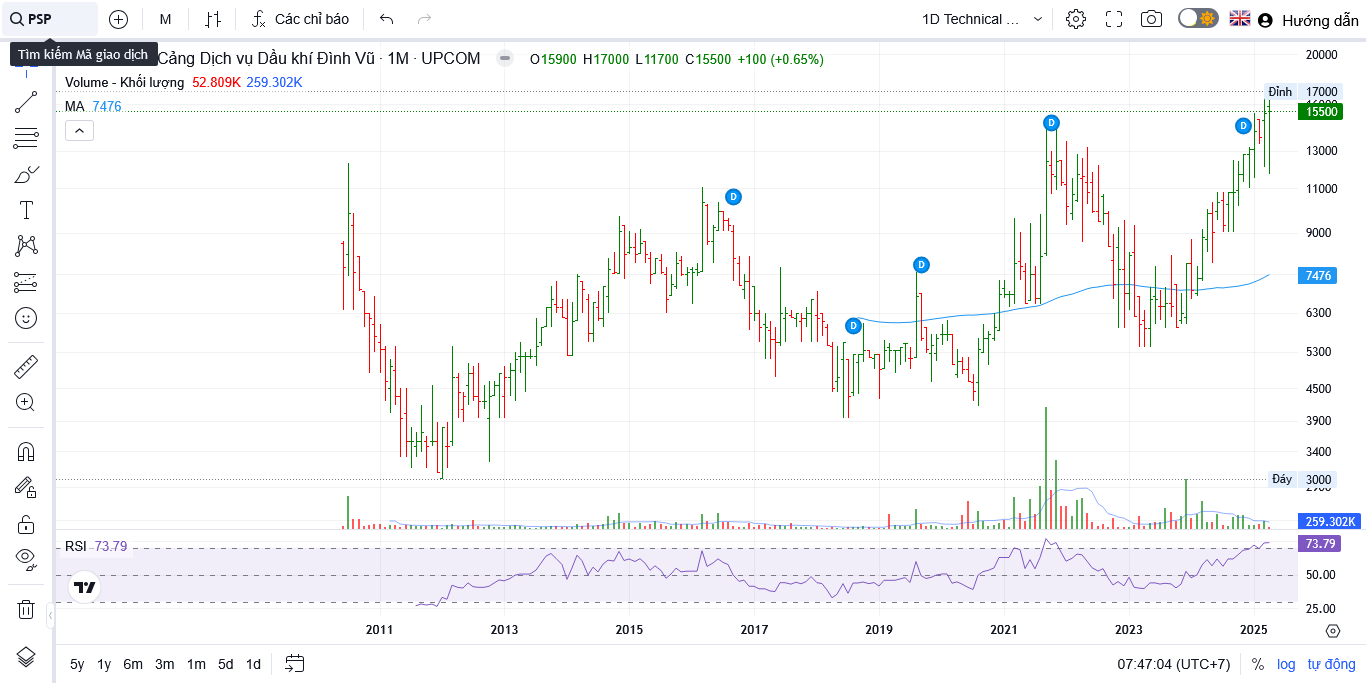 PSP M Các chỉ báo 1D Technical ... Hướng dẫn
Tìm kiếm Mã giao dịch
Cảng Dịch vụ Dầu khí Đình Vũ · 1M · UPCOM O15900 H17000 L11700 C15500 +100 (+0.65%)
Volume - Khối lượng 52.809K 259.302K
MA 7476
20000
Đỉnh 17000
15500
13000
11000
9000
7476
6300
5300
4500
3900
3400
Đáy 3000
259.302K
D
D
D
D
D
RSI 73.79
73.79
50.00
25.00
2011 2013 2015 2017 2019 2021 2023 2025
5y 1y 6m 3m 1m 5d 1d 07:47:04 (UTC+7) % log tự động